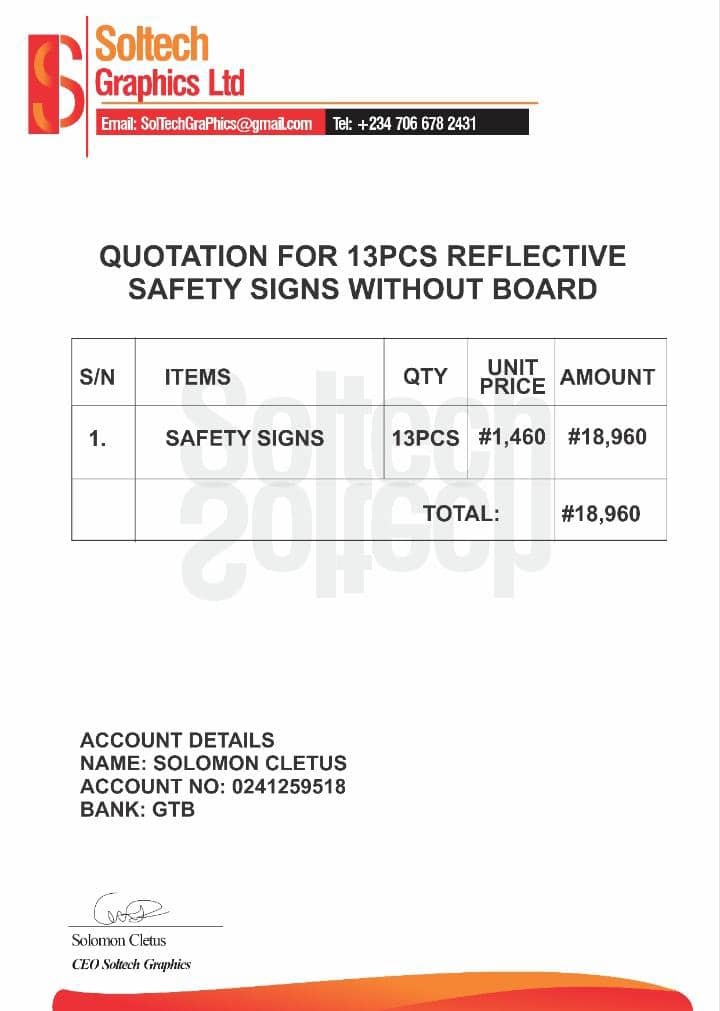 Soltech
Graphics Ltd
Email: SolTechGraPhics@gmail.com Tel: +234 706 678 2431
QUOTATION FOR 13PCS REFLECTIVE
SAFETY SIGNS WITHOUT BOARD
S/N ITEMS QTY UNIT PRICE AMOUNT
1. SAFETY SIGNS 13PCS #1,460 #18,960
TOTAL: #18,960
Soltech
Soltech
ACCOUNT DETAILS
NAME: SOLOMON CLETUS
ACCOUNT NO: 0241259518
BANK: GTB
Solomon Cletus
CEO Soltech Graphics